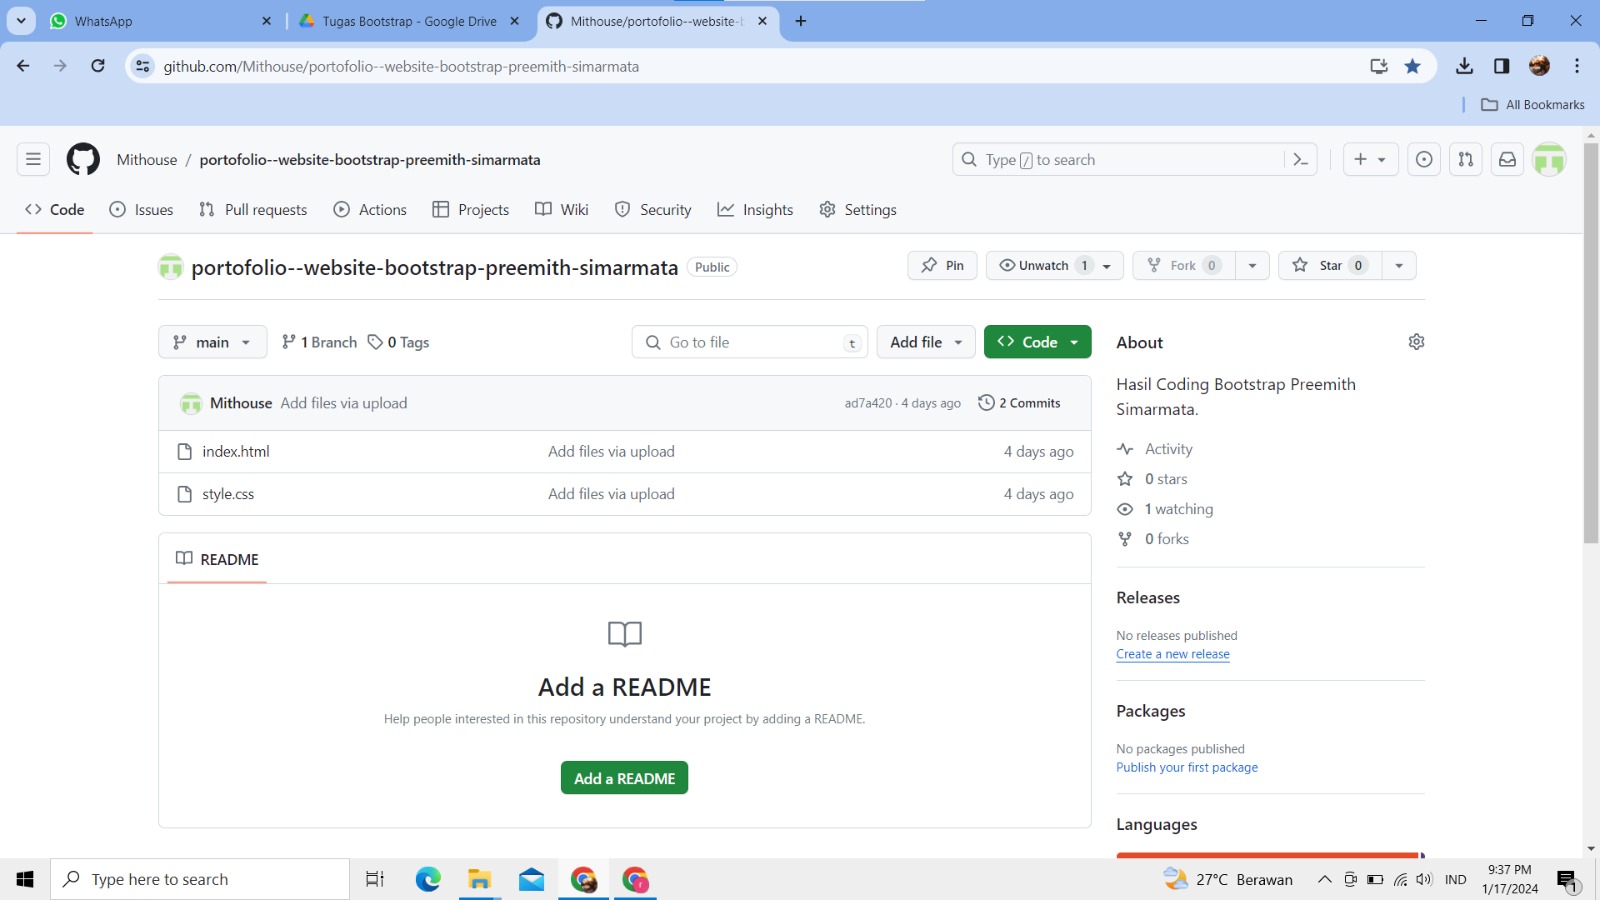 WhatsApp
Tugas Bootstrap - Google Drive
Mithouse/portofolio--website-b
github.com/Mithouse/portofolio--website-bootstrap-preemith-simarmata
All Bookmarks
Mithouse / portofolio--website-bootstrap-preemith-simarmata
Type / to search
Code Issues Pull requests Actions Projects Wiki Security Insights Settings
portofolio--website-bootstrap-preemith-simarmata Public
Pin Unwatch 1 Fork 0 Star 0
main 1 Branch 0 Tags
Go to file t Add file Code
Mithouse Add files via upload ad7a420 · 4 days ago 2 Commits
index.html Add files via upload 4 days ago
style.css Add files via upload 4 days ago
README
Add a README
Help people interested in this repository understand your project by adding a README.
Add a README
About
Hasil Coding Bootstrap Preemith
Simarmata.
Activity
0 stars
1 watching
0 forks
Releases
No releases published
Create a new release
Packages
No packages published
Publish your first package
Languages
Type here to search
r
27°C Berawan
IND
9:37 PM
1/17/2024
1